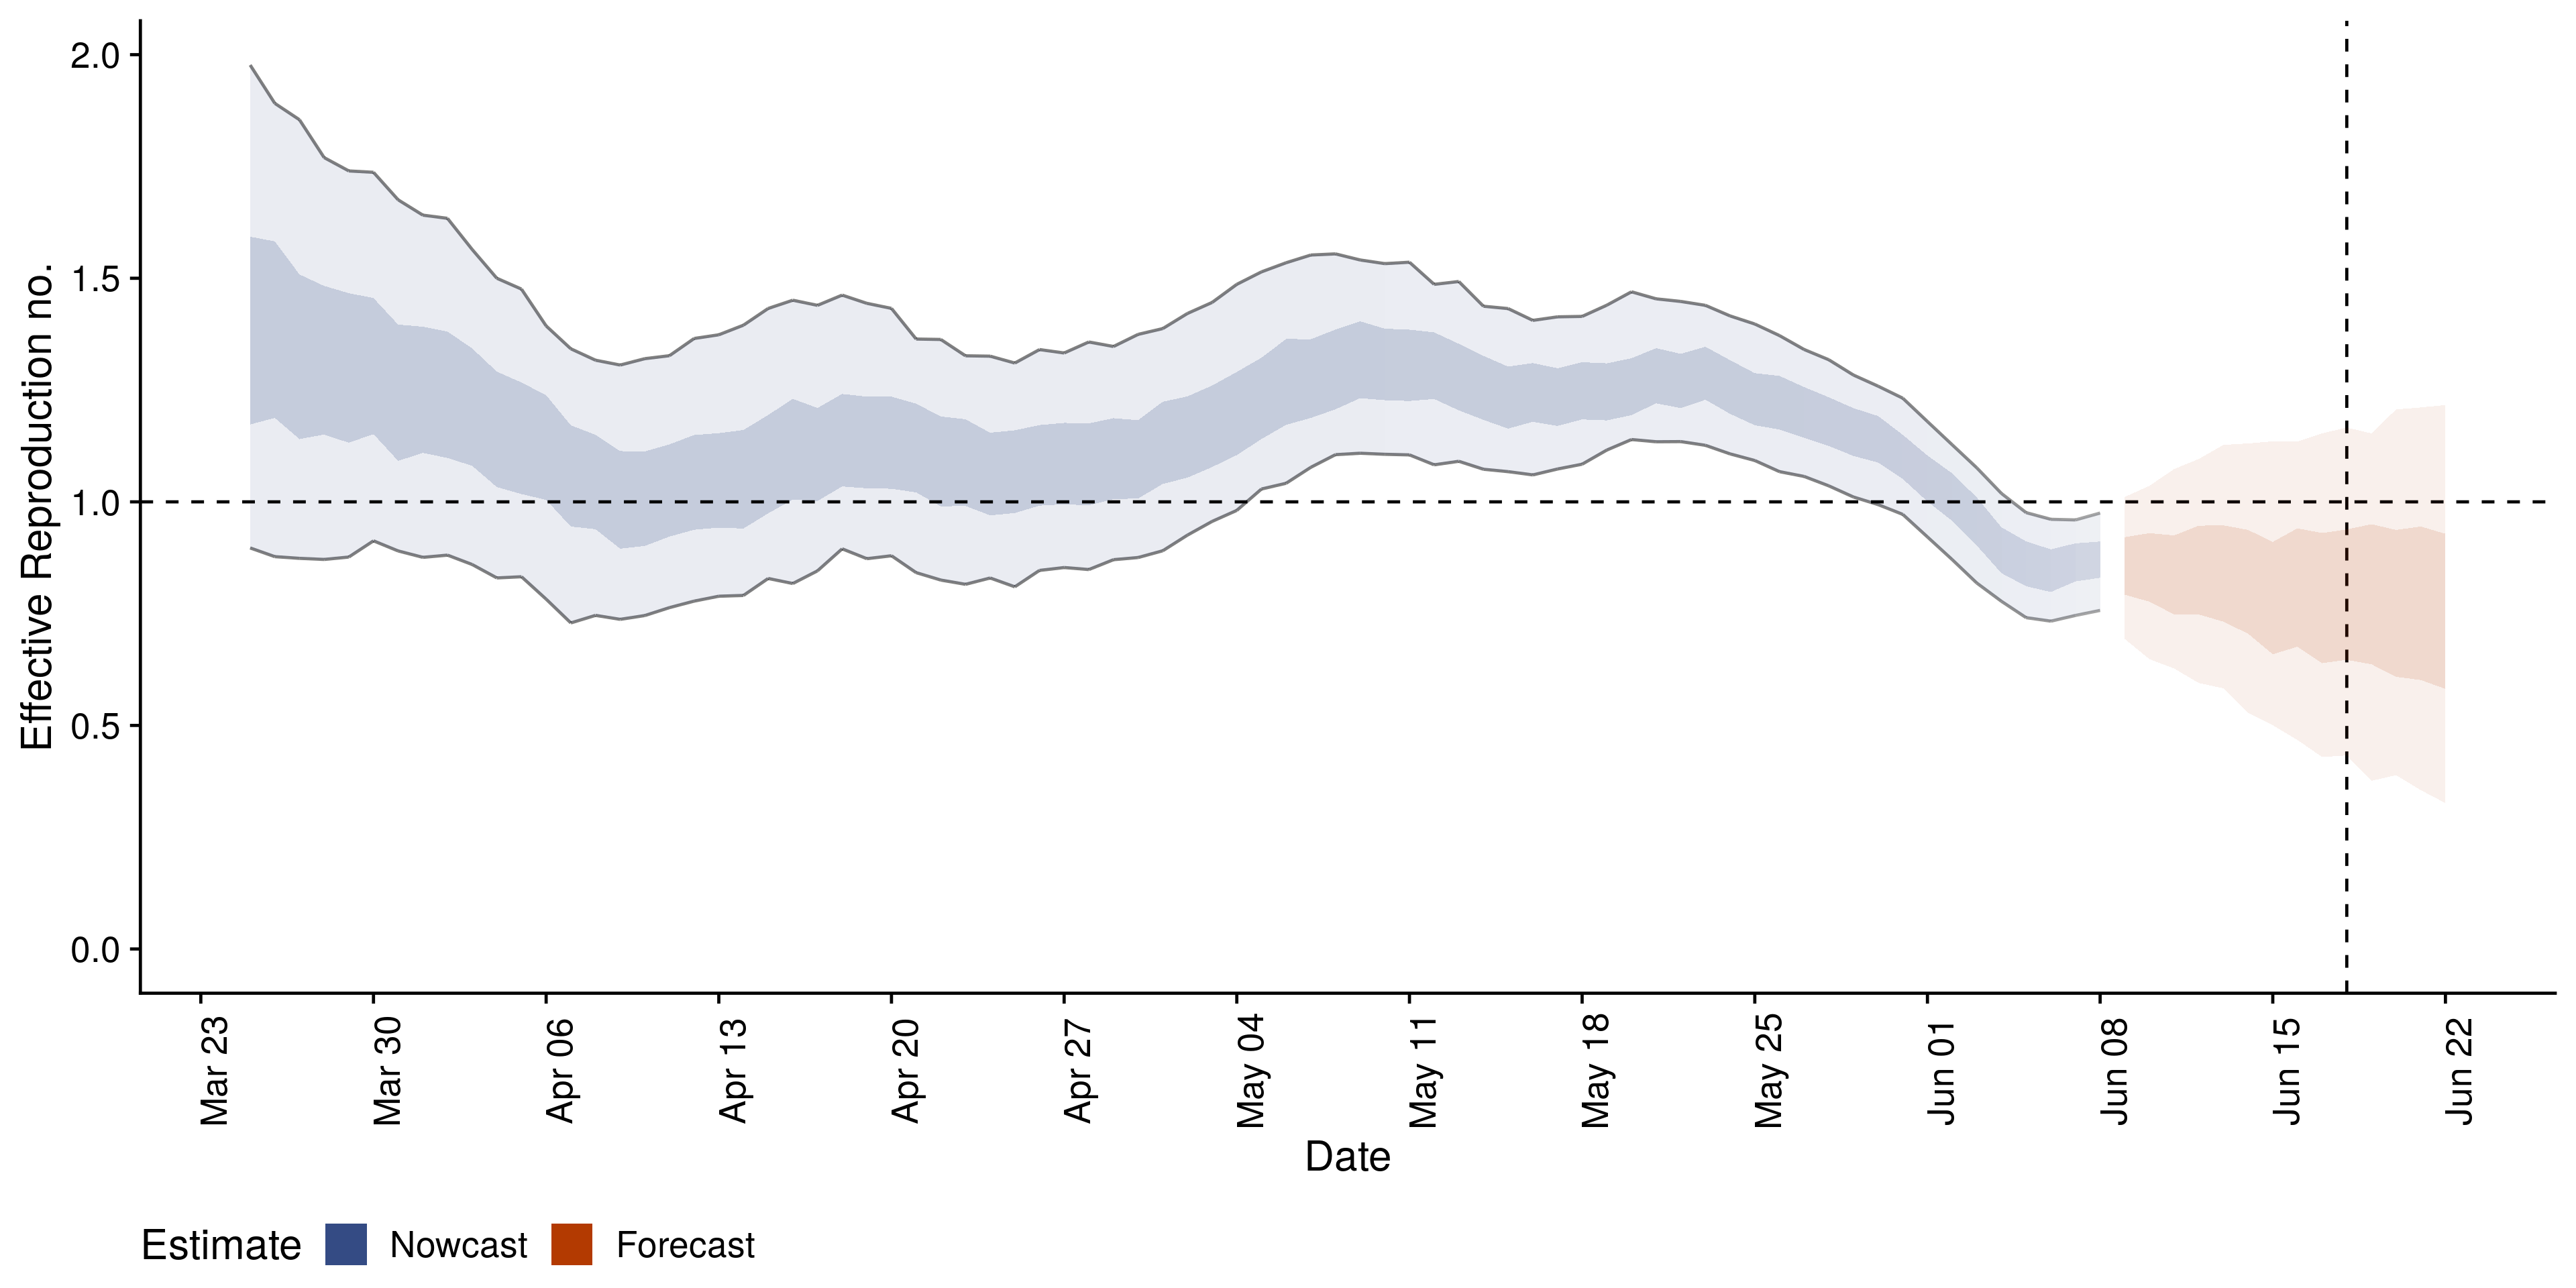 Effective Reproduction no.
2.0
1.5
1.0
0.5
0.0
Mar 23
Mar 30
Apr 06
Apr 13
Apr 20
Apr 27
May 04
May 11
May 18
May 25
Jun 01
Jun 08
Jun 15
Jun 22
Date
Estimate Nowcast Forecast